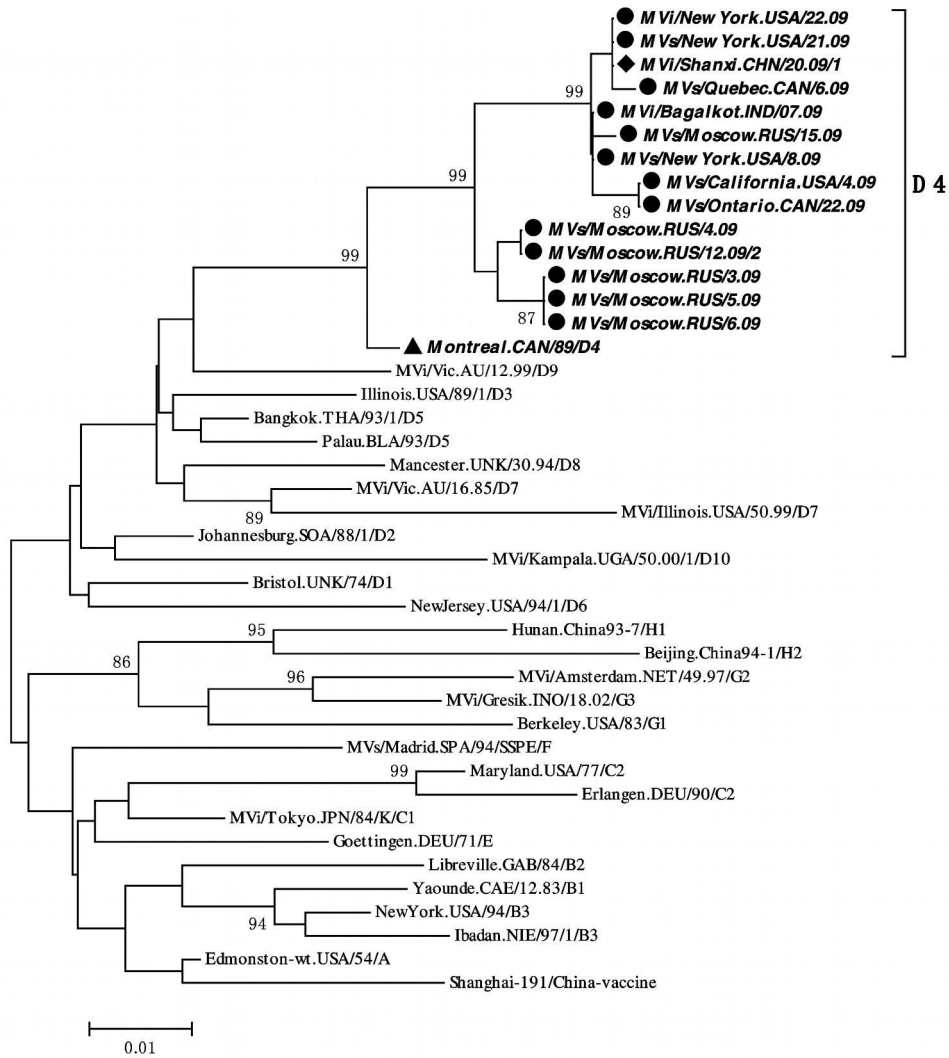 MVi/New York.USA/22.09
MVs/New York.USA/21.09
MVi/Shanxi.CHN/20.09/1
99
MVs/Quebec.CAN/6.09
MVi/Bagalkot.IND/07.09
MVs/Moscow.RUS/15.09
MVs/New York.USA/8.09
99
MVs/California.USA/4.09
D4
89
MVs/Ontario.CAN/22.09
MVs/Moscow.RUS/4.09
99
MVs/Moscow.RUS/12.09/2
MVs/Moscow.RUS/3.09
MVs/Moscow.RUS/5.09
87
MVs/Moscow.RUS/6.09
Montreal.CAN/89/D4
MVi/Vic.AU/12.99/D9
Illinois.USA/89/1/D3
Bangkok.THA/93/1/D5
Palau.BLA/93/D5
Mancester.UNK/30.94/D8
MVi/Vic.AU/16.85/D7
89
MVi/Illinois.USA/50.99/D7
Johannesburg.SOA/88/1/D2
MVi/Kampala.UGA/50.00/1/D10
Bristol.UNK/74/D1
NewJersey.USA/94/1/D6
95
Hunan.China93-7/H1
86
Beijing.China94-1/H2
96
MVi/Amsterdam.NET/49.97/G2
MVi/Gresik.INO/18.02/G3
Berkeley.USA/83/G1
MVs/Madrid.SPA/94/SSPE/F
99
Maryland.USA/77/C2
Erlangen.DEU/90/C2
MVi/Tokyo.JPN/84/K/C1
Goettingen.DEU/71/E
Libreville.GAB/84/B2
Yaounde.CAE/12.83/B1
94
NewYork.USA/94/B3
Ibadan.NIE/97/1/B3
Edmonston-wt.USA/54/A
Shanghai-191/China-vaccine
0.01